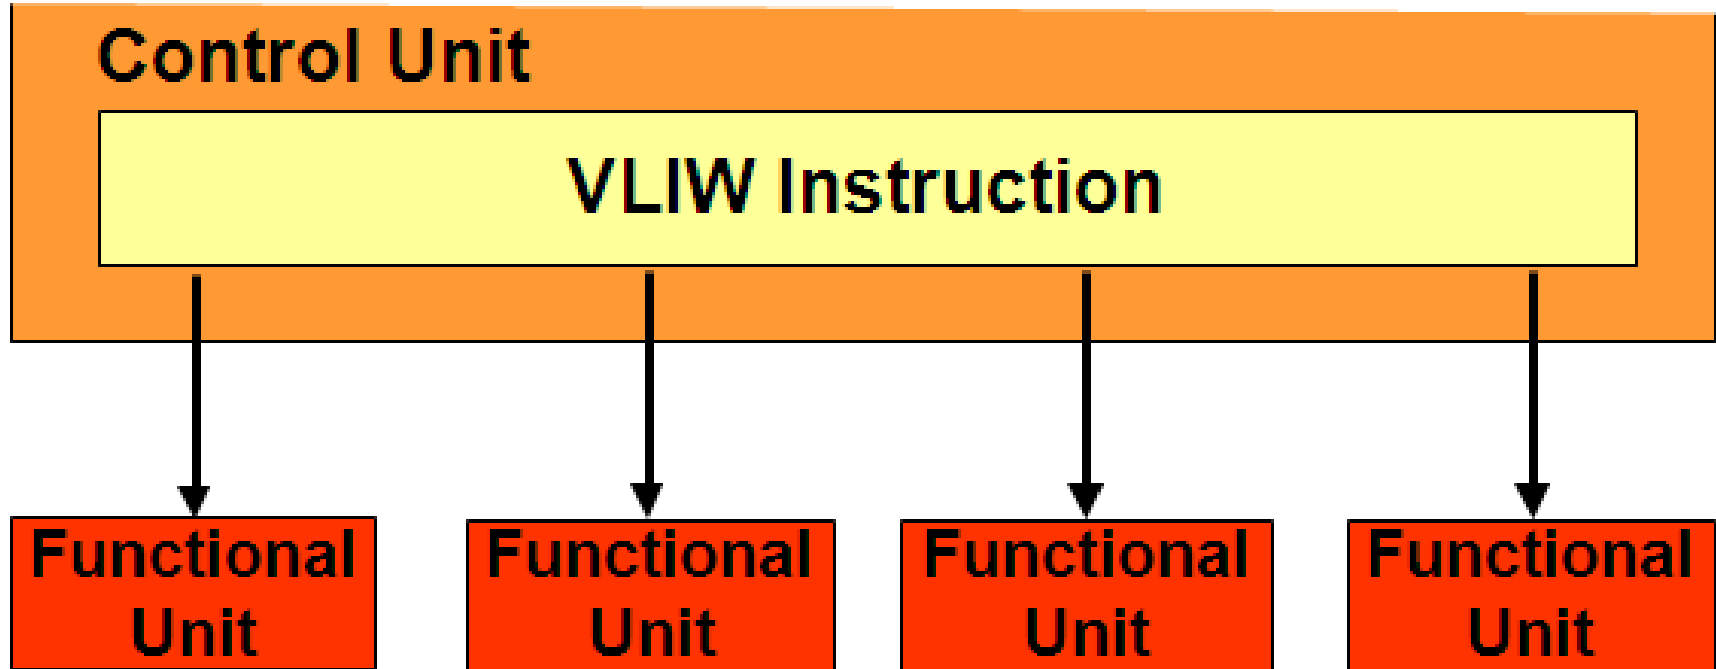 Control Unit
VLIW Instruction
Functional Functional Functional Functional
Unit Unit Unit Unit